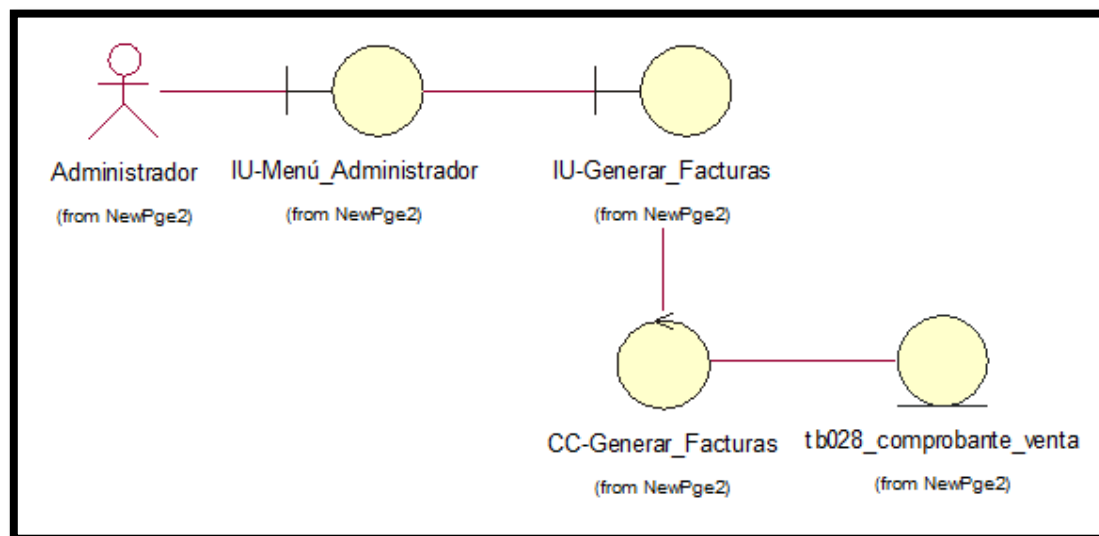 Administrador
(from NewPge2)
IU-Menú_Administrador
(from NewPge2)
IU-Generar_Facturas
(from NewPge2)
CC-Generar_Facturas
(from NewPge2)
tb028_comprobante_venta
(from NewPge2)